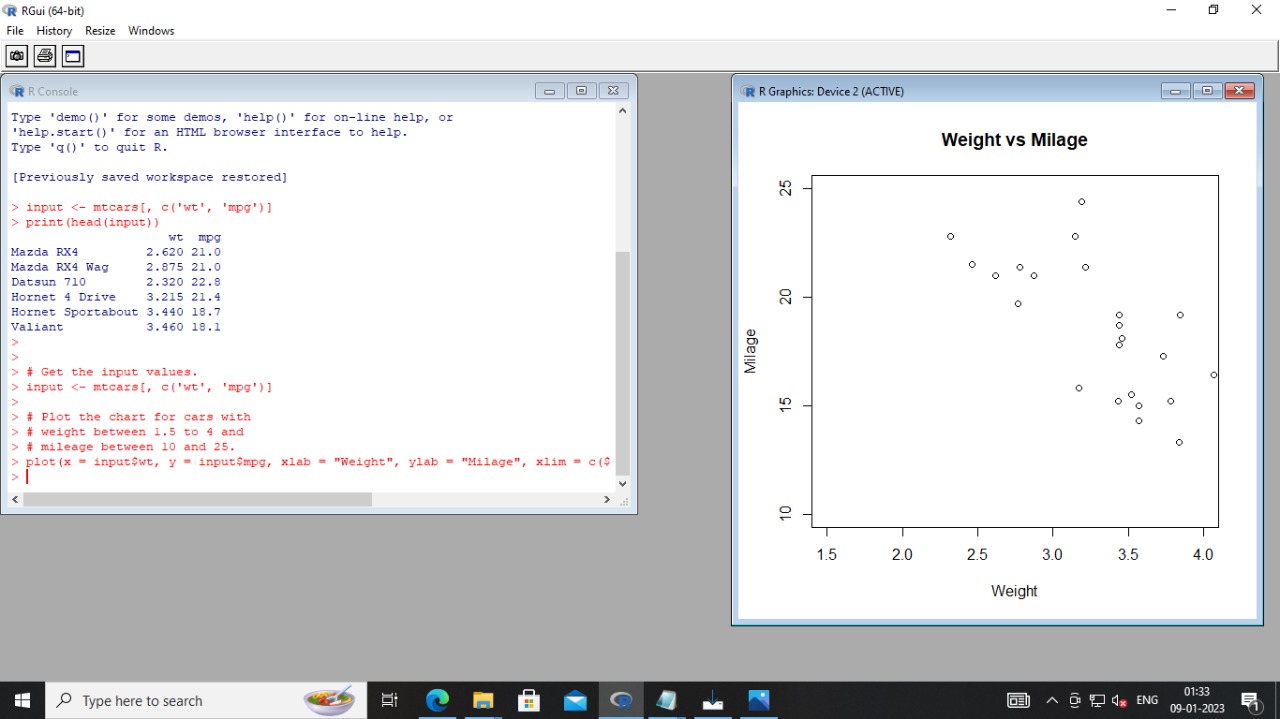 RGui (64-bit)
File History Resize Windows
R Console
Type 'demo()' for some demos, 'help()' for on-line help, or
'help.start()' for an HTML browser interface to help.
Type 'q()' to quit R.
[Previously saved workspace restored]
> input <- mtcars[, c('wt', 'mpg')]
> print(head(input))
wt mpg
Mazda RX4 2.620 21.0
Mazda RX4 Wag 2.875 21.0
Datsun 710 2.320 22.8
Hornet 4 Drive 3.215 21.4
Hornet Sportabout 3.440 18.7
Valiant 3.460 18.1
>
>
> # Get the input values.
> input <- mtcars[, c('wt', 'mpg')]
>
> # Plot the chart for cars with
> # weight between 1.5 to 4 and
> # mileage between 10 and 25.
> plot(x = input$wt, y = input$mpg, xlab = "Weight", ylab = "Milage", xlim = c($
>
R Graphics: Device 2 (ACTIVE)
Weight vs Milage
25
20
15
10
Milage
1.5 2.0 2.5 3.0 3.5 4.0
Weight
Type here to search
ENG
01:33
09-01-2023
1